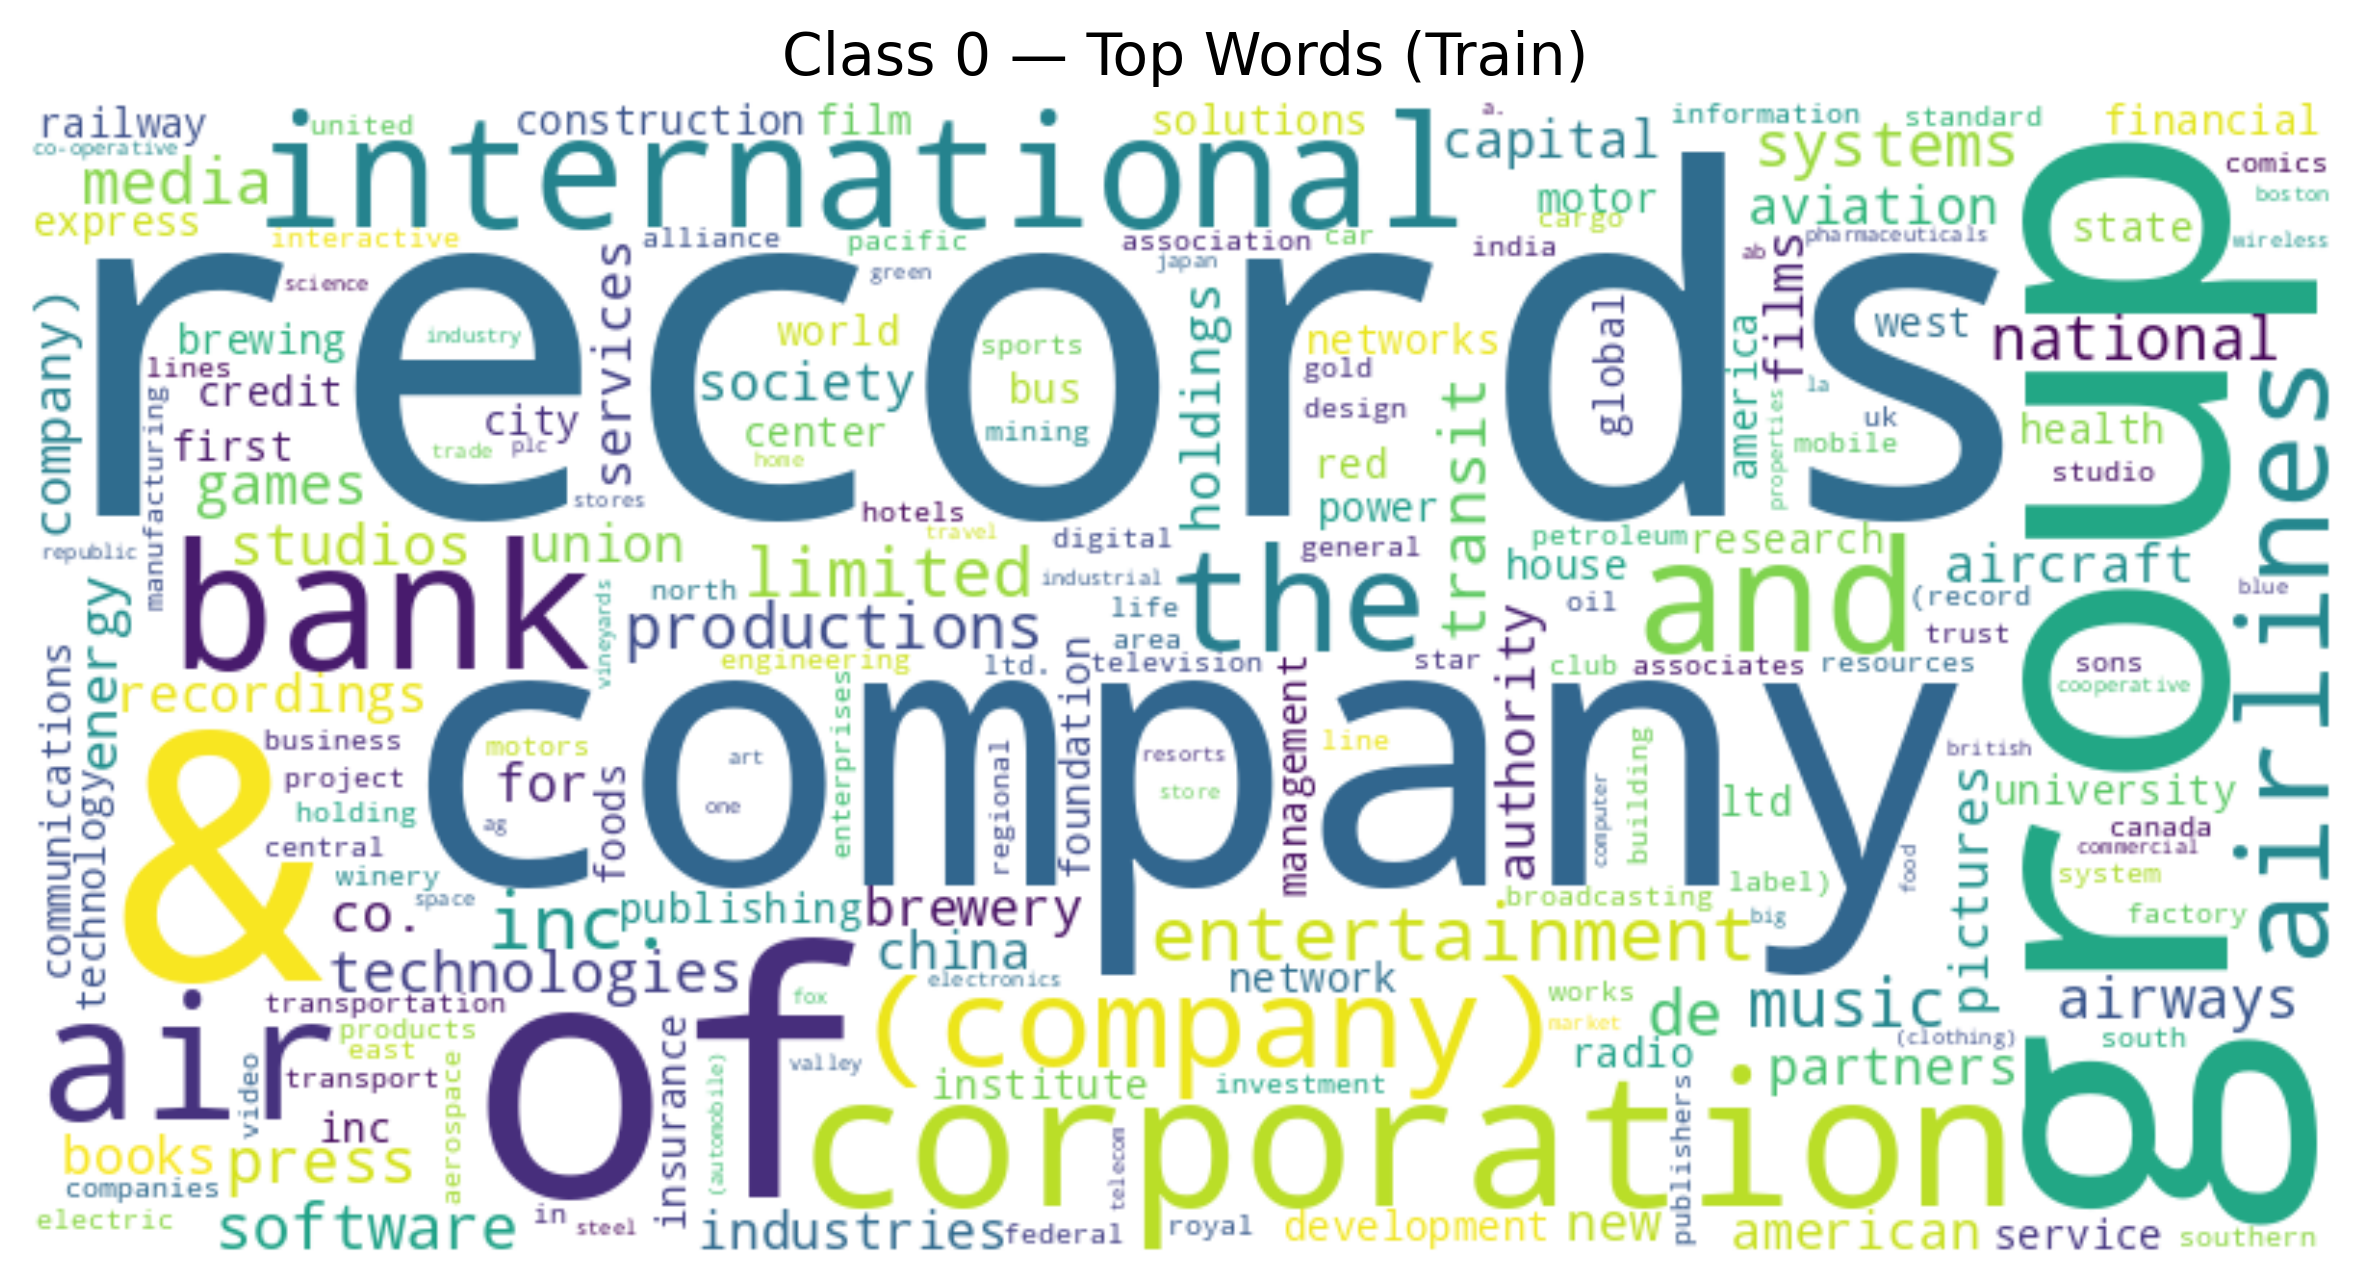 Class 0 — Top Words (Train)
railway
united
construction
film
solutions
a.
information
standard
financial
co-operative
media
international
capital
systems
comics
express
motor
cargo
aviation
state
boston
interactive
alliance
pacific
association
car
india
pharmaceuticals
wireless
science
green
japan
ab
films
records
group
company)
brewing
industry
services
world
sports
holdings
networks
global
america
west
national
lines
credit
society
bus
gold
la
airlines
manufacturing
first
city
trade
plc
center
home
mining
design
transit
uk
mobile
properties
health
games
stores
hotels
red
power
studio
republic
studios
union
travel
digital
general
petroleum
research
bank
limited
industrial
the
house
and
aircraft
energy
vineyards
north
productions
life
area
oil
(record
blue
trust
communications
recordings
engineering
ltd.
television
star
authority
club
associates
resources
sons
cooperative
&
business
motors
company
art
enterprises
regional
foundation
resorts
management
line
building
british
technology
project
for
foods
one
store
computer
ltd
pictures
university
holding
ag
central
canada
commercial
winery
space
food
system
co.
inc.
publishing
brewery
broadcasting
label)
big
factory
technologies
of
china
entertainment
electronics
network
air
transportation
fox
(company)
works
market
de
music
airways
products
east
valley
radio
(clothing)
south
video
transport
aerospace
insurance
(automobile)
institute
investment
partners
inc
corporation
books
press
telecom
publishers
companies
electric
software
in
steel
industries
federal
royal
development
new
american
service
southern